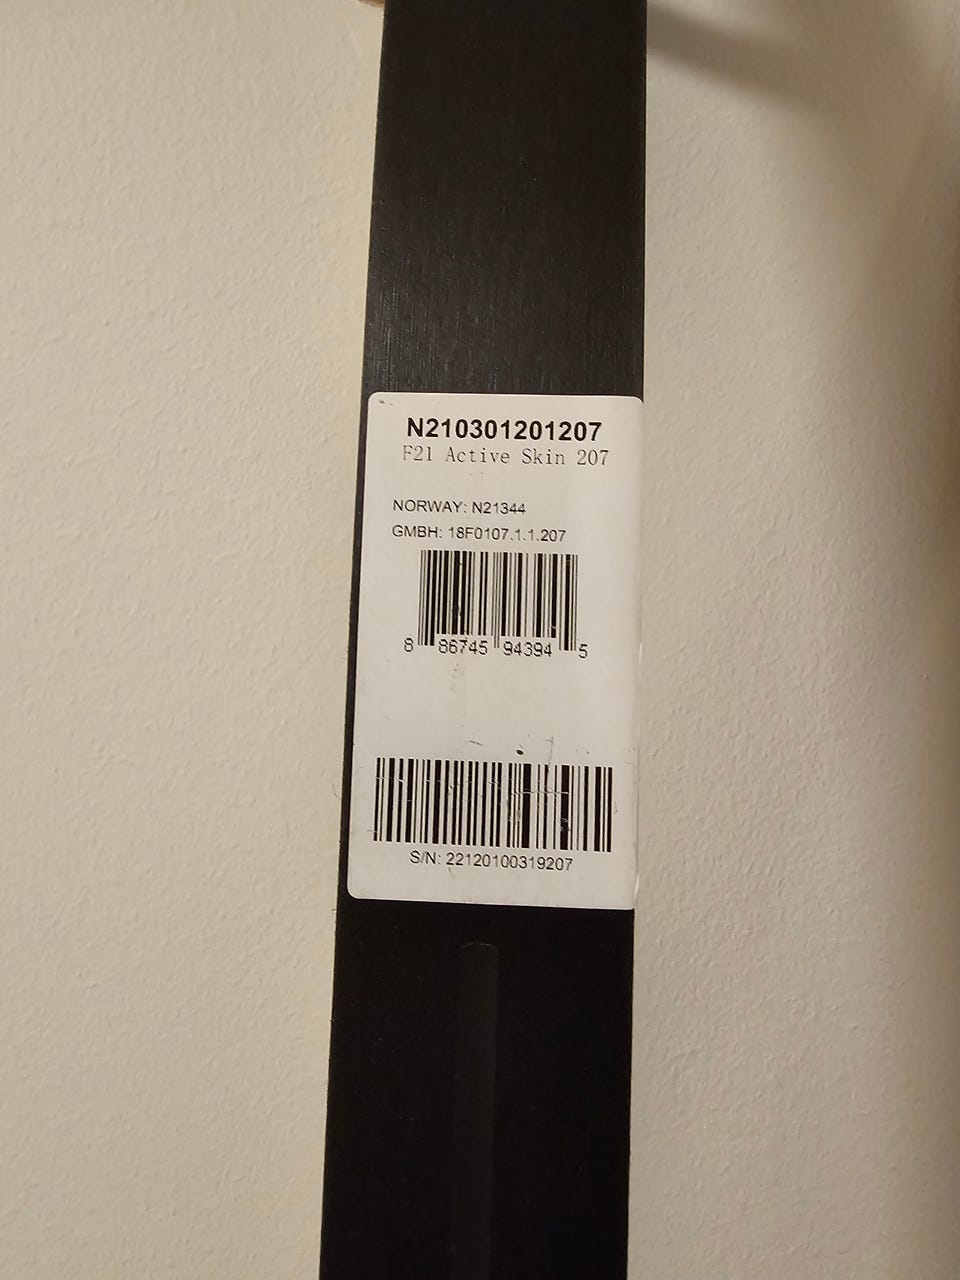 N210301201207
F21 Active Skin 207
NORWAY: N21344
GMBH: 18F0107.1.1.207
8 86745 94394 5
S/N: 22120100319207